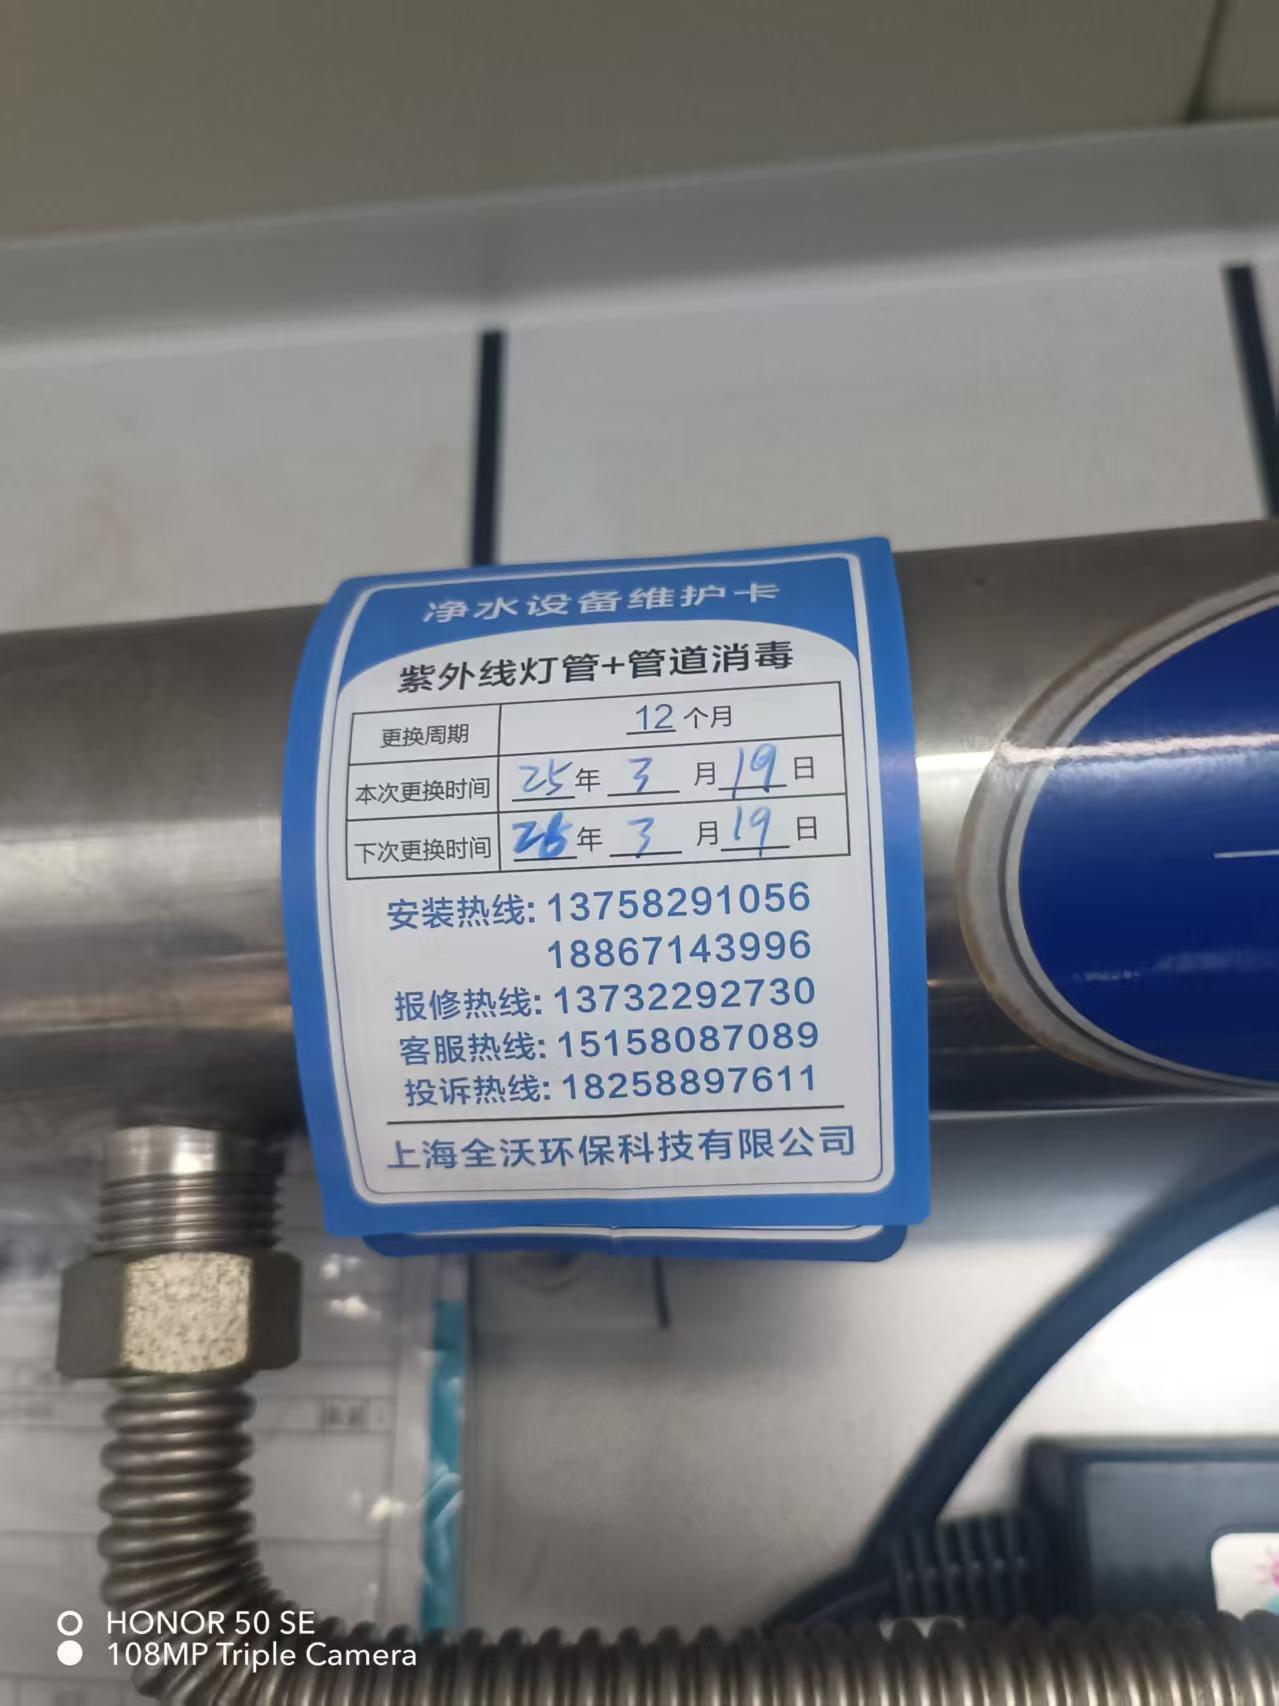 净水设备维护卡
紫外线灯管+管道消毒
更换周期 12 个月
本次更换时间 25 年 3 月 19 日
下次更换时间 26 年 3 月 19 日
安装热线: 13758291056
18867143996
报修热线: 13732292730
客服热线: 15158087089
投诉热线: 18258897611
上海全沃环保科技有限公司
HONOR 50 SE
108MP Triple Camera